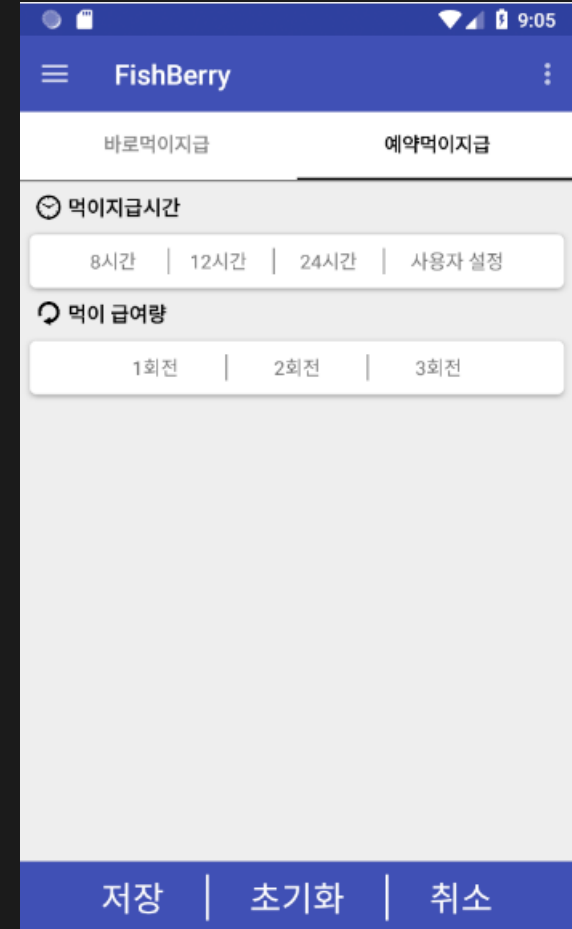 9:05
FishBerry
바로먹이지급 예약먹이지급
먹이지급시간
8시간 12시간 24시간 사용자 설정
먹이 급여량
1회전 2회전 3회전
저장 초기화 취소